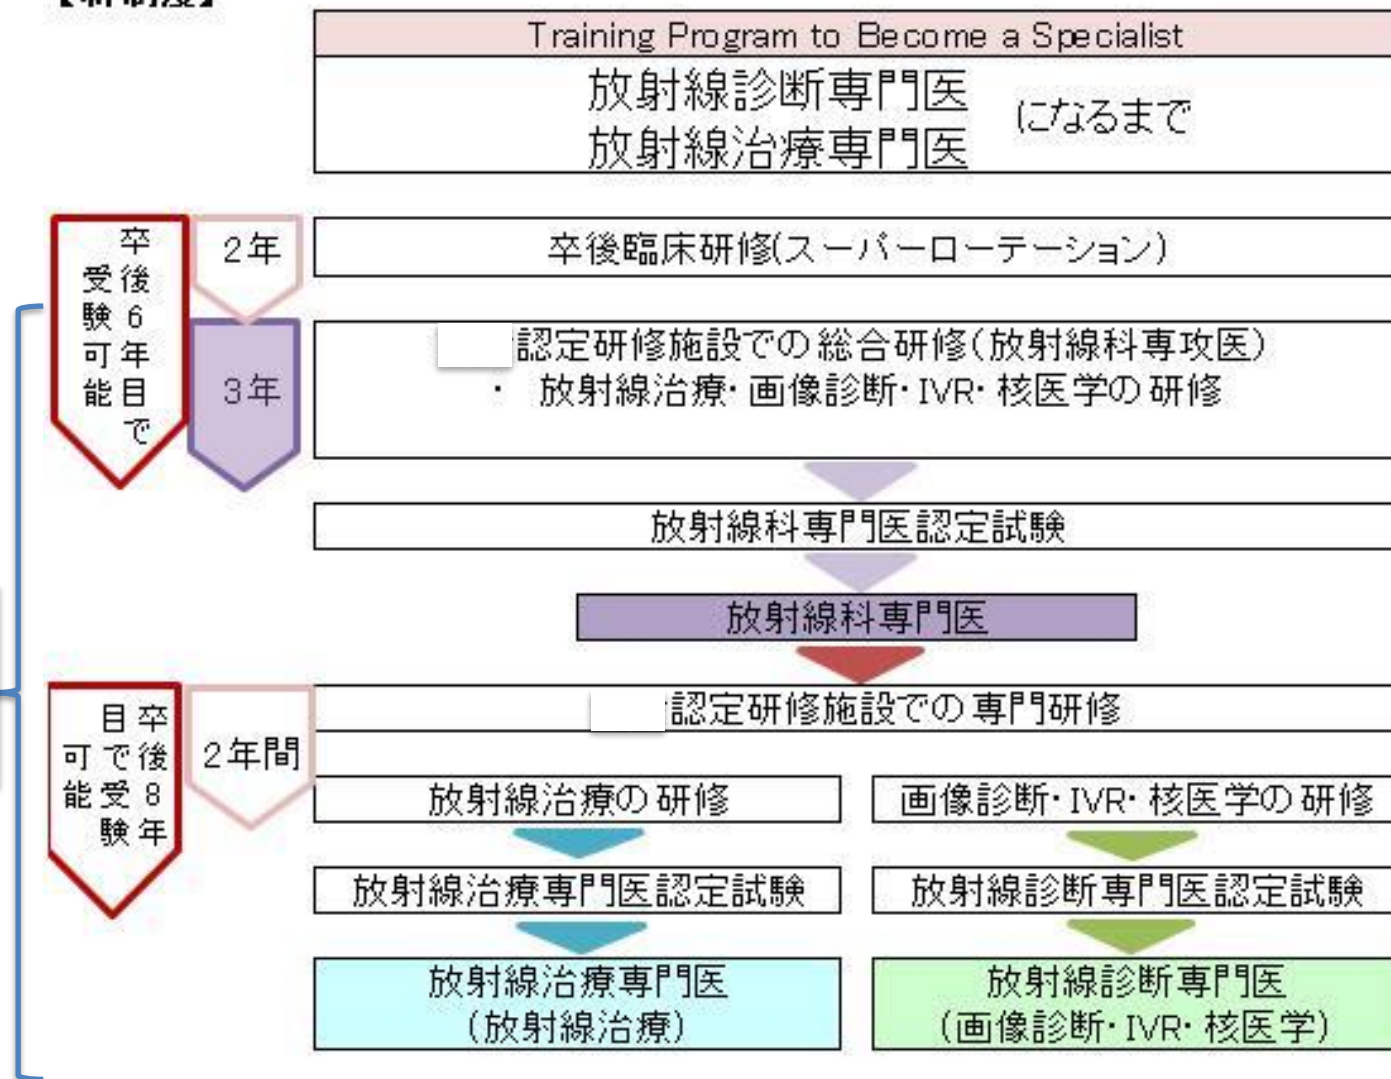 Training Program to Become a Specialist
放射線診断専門医
放射線治療専門医
になるまで
卒後6年目で
受験可能
2年
卒後臨床研修(スーパーローテーション)
3年
認定研修施設での総合研修(放射線科専攻医)
・ 放射線治療・画像診断・IVR・核医学の研修
放射線科専門医認定試験
放射線科専門医
卒後8年
目で受験
可能
2年間
認定研修施設での専門研修
放射線治療の研修
画像診断・IVR・核医学の研修
放射線治療専門医認定試験
放射線診断専門医認定試験
放射線治療専門医
(放射線治療)
放射線診断専門医
(画像診断・IVR・核医学)